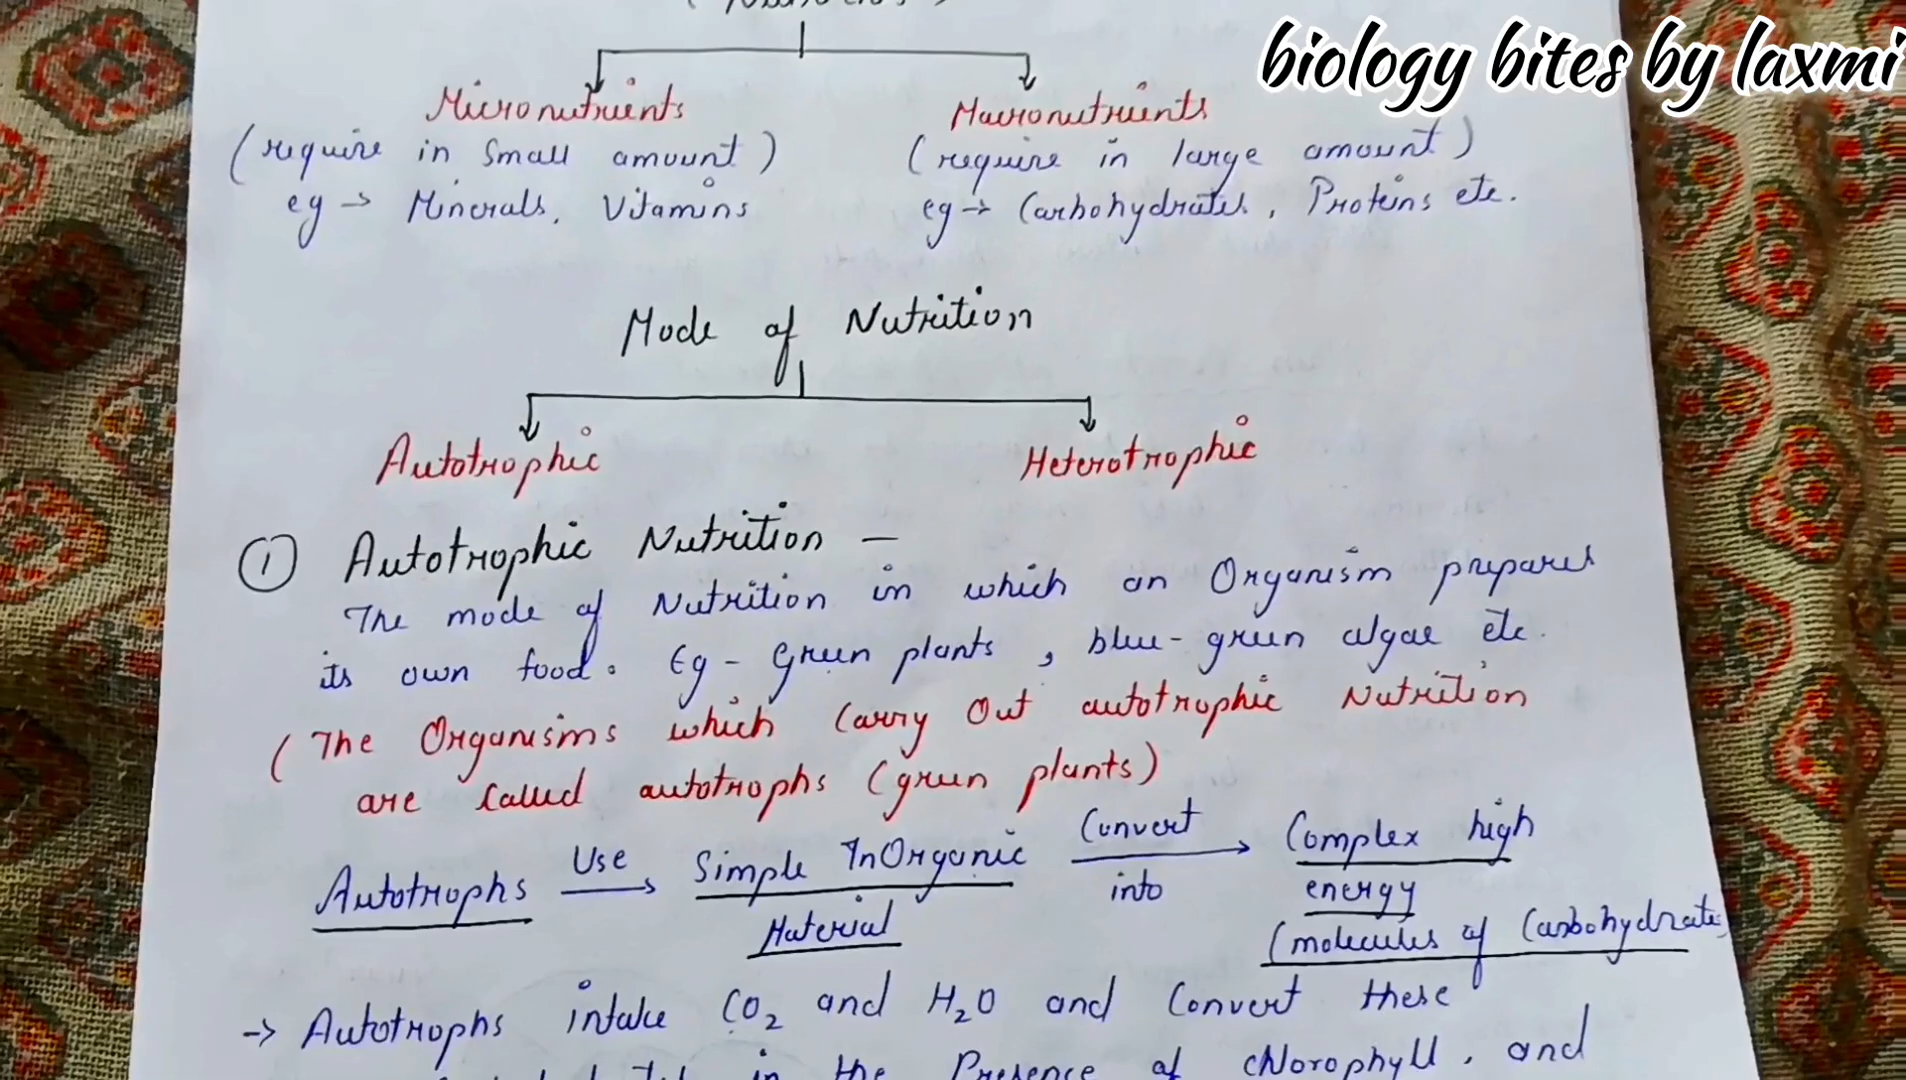 biology bites by laxmi
Micronutrients Macronutrients
(require in small amount) (require in large amount)
eg → Minerals, Vitamins eg → Carbohydrates, Proteins etc.
Mode of Nutrition
Autotrophic Heterotrophic
① Autotrophic Nutrition —
The mode of Nutrition in which an Organism prepares
its own food. Eg - Green plants, blue-green algae etc.
(The Organisms which Carry Out autotrophic Nutrition
are Called autotrophs (green plants)
Autotrophs Use → Simple InOrganic Material Convert into → Complex high energy
(molecules of Carbohydrate
→ Autotrophs intake CO₂ and H₂O and Convert these
in the Presence of chlorophyll, and